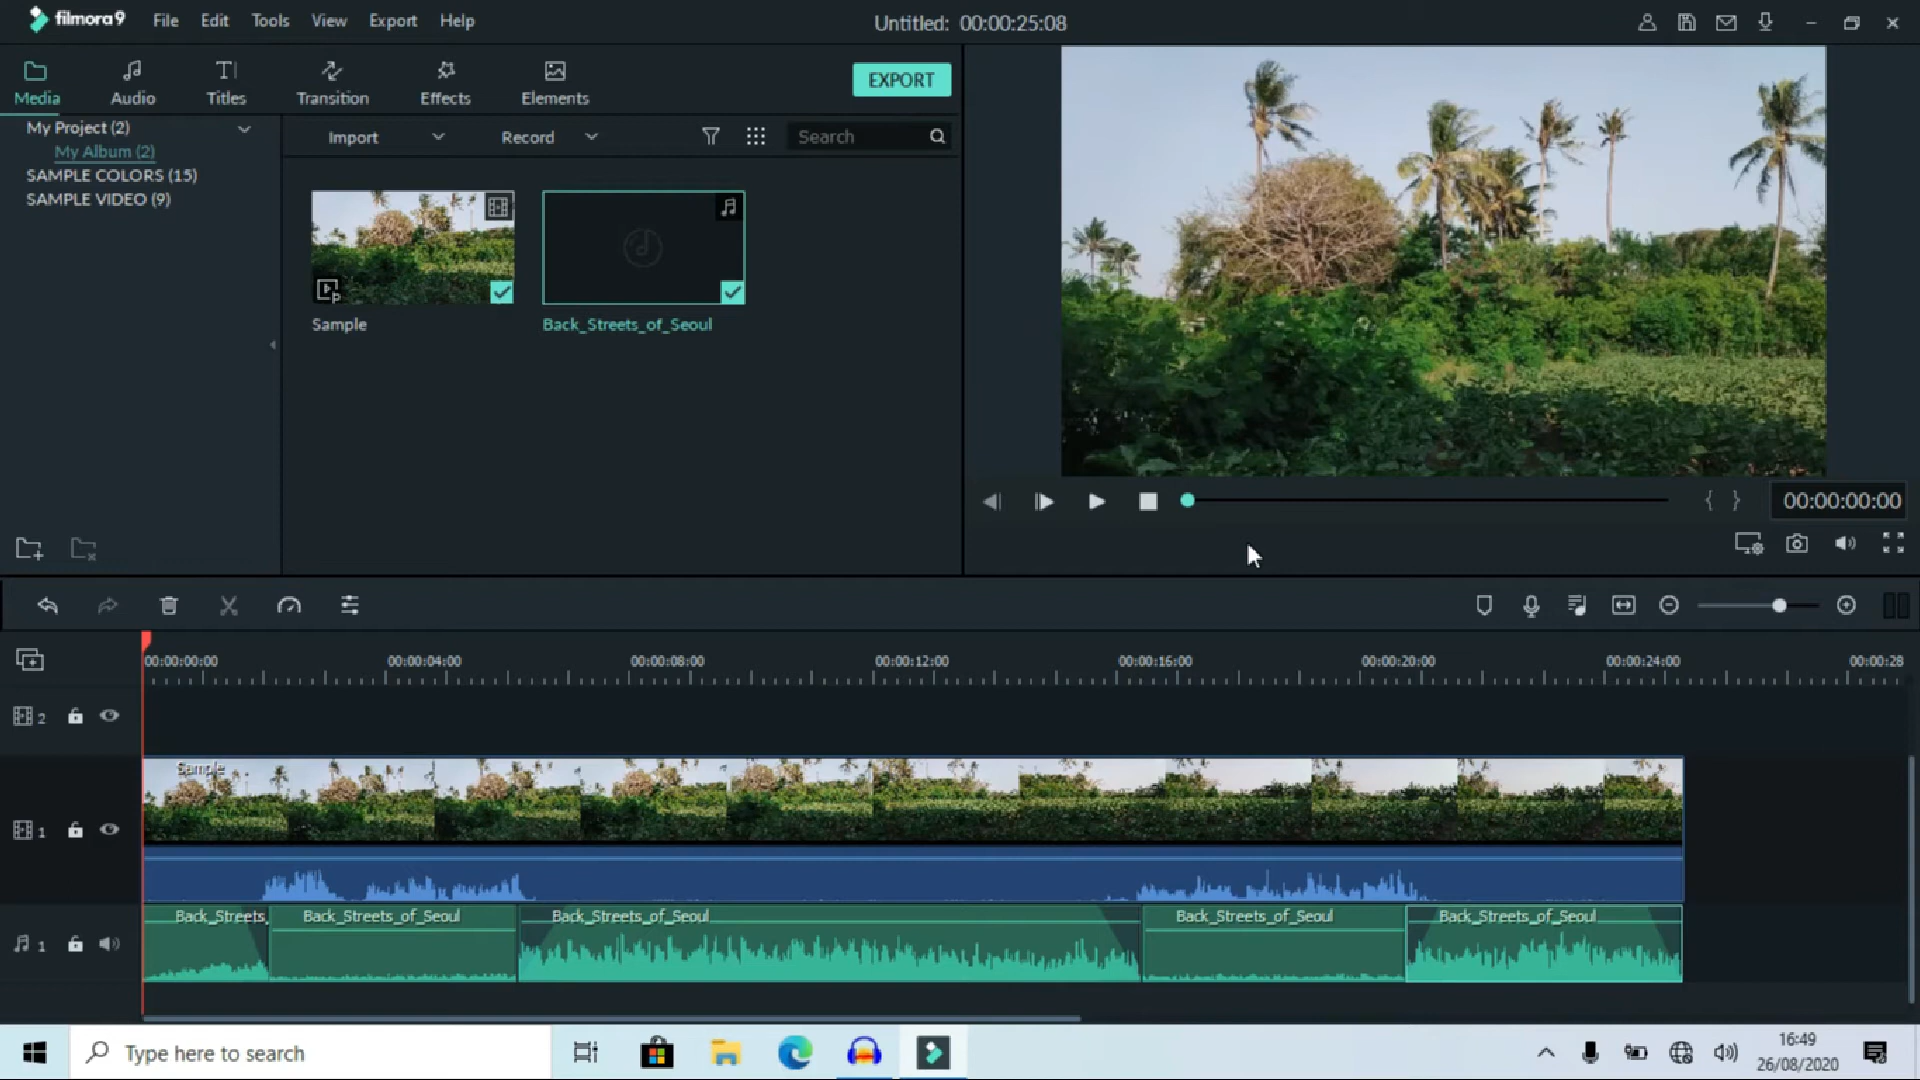 filmora9 File Edit Tools View Export Help Untitled: 00:00:25:08
Media Audio Titles Transition Effects Elements EXPORT
My Project (2)
My Album (2)
SAMPLE COLORS (15)
SAMPLE VIDEO (9)
Import Record Search
Sample Back_Streets_of_Seoul
00:00:00:00
00:00:00:00 00:00:04:00 00:00:08:00 00:00:12:00 00:00:16:00 00:00:20:00 00:00:24:00 00:00:28
2
Sample
1
Back_Streets_ Back_Streets_of_Seoul Back_Streets_of_Seoul Back_Streets_of_Seoul Back_Streets_of_Seoul
1
Type here to search
16:49
26/08/2020